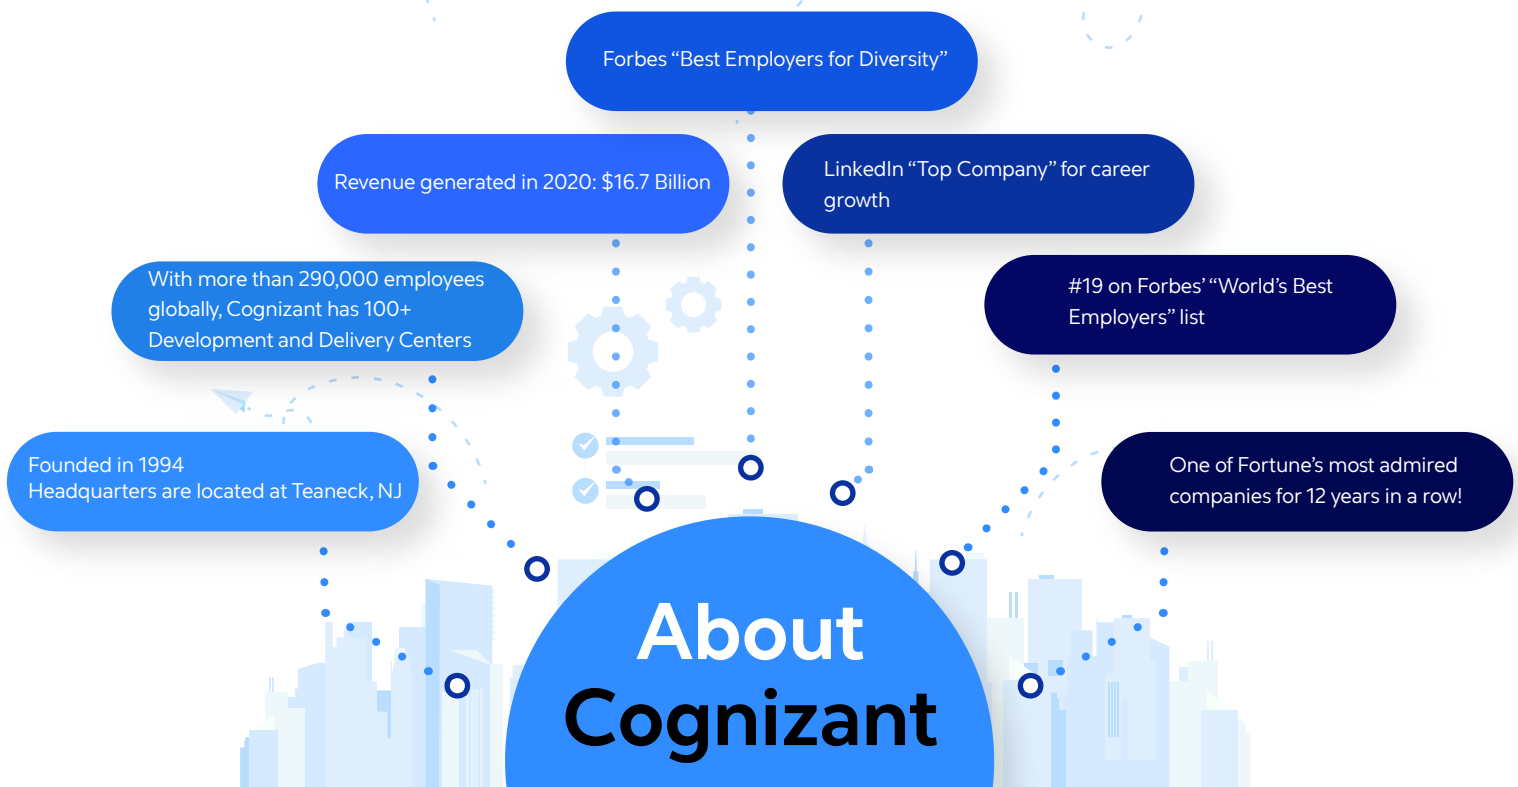 Forbes “Best Employers for Diversity”
Revenue generated in 2020: $16.7 Billion
LinkedIn “Top Company” for career
growth
With more than 290,000 employees
globally, Cognizant has 100+
Development and Delivery Centers
#19 on Forbes’ “World’s Best
Employers” list
Founded in 1994
Headquarters are located at Teaneck, NJ
One of Fortune’s most admired
companies for 12 years in a row!
About
Cognizant